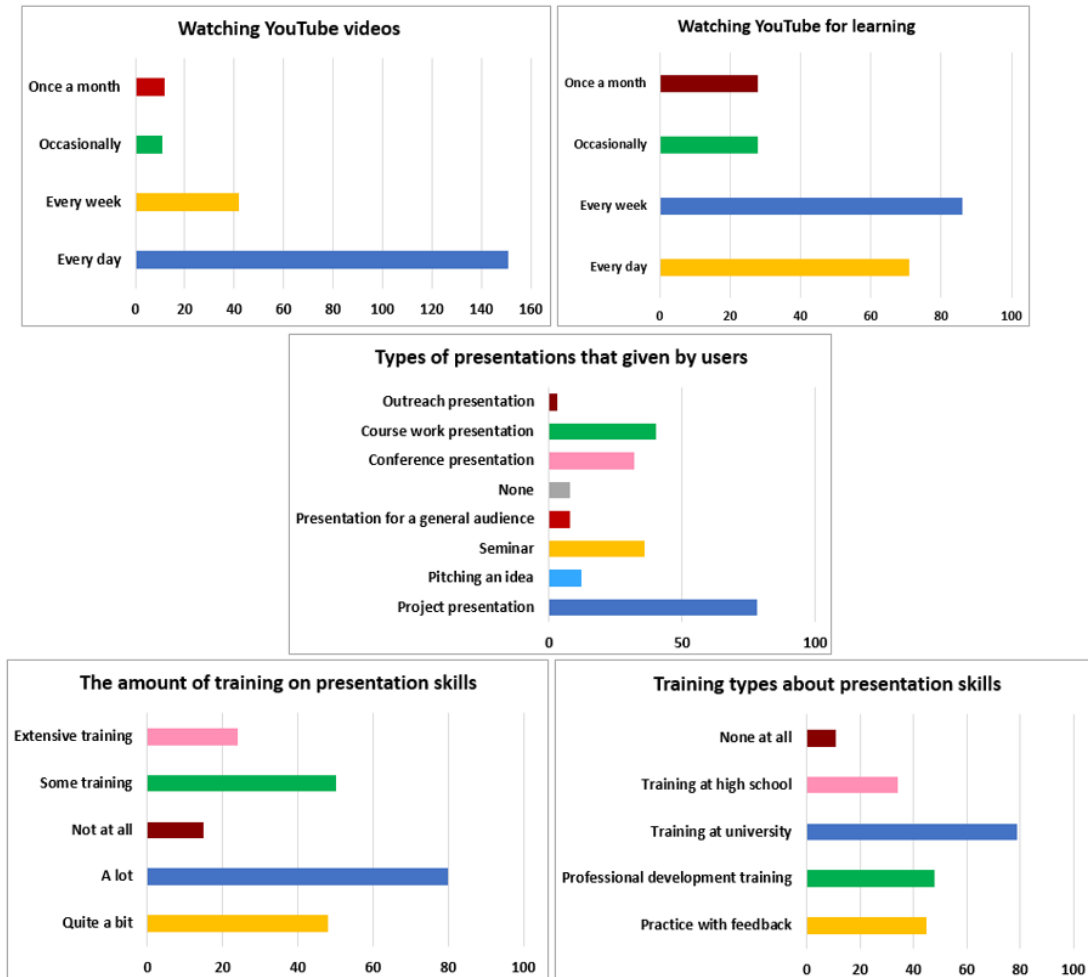 Watching YouTube videos
Once a month
Occasionally
Every week
Every day
0 20 40 60 80 100 120 140 160
Watching YouTube for learning
Once a month
Occasionally
Every week
Every day
0 20 40 60 80 100
Types of presentations that given by users
Outreach presentation
Course work presentation
Conference presentation
None
Presentation for a general audience
Seminar
Pitching an idea
Project presentation
0 50 100
The amount of training on presentation skills
Extensive training
Some training
Not at all
A lot
Quite a bit
0 20 40 60 80 100
Training types about presentation skills
None at all
Training at high school
Training at university
Professional development training
Practice with feedback
0 20 40 60 80 100